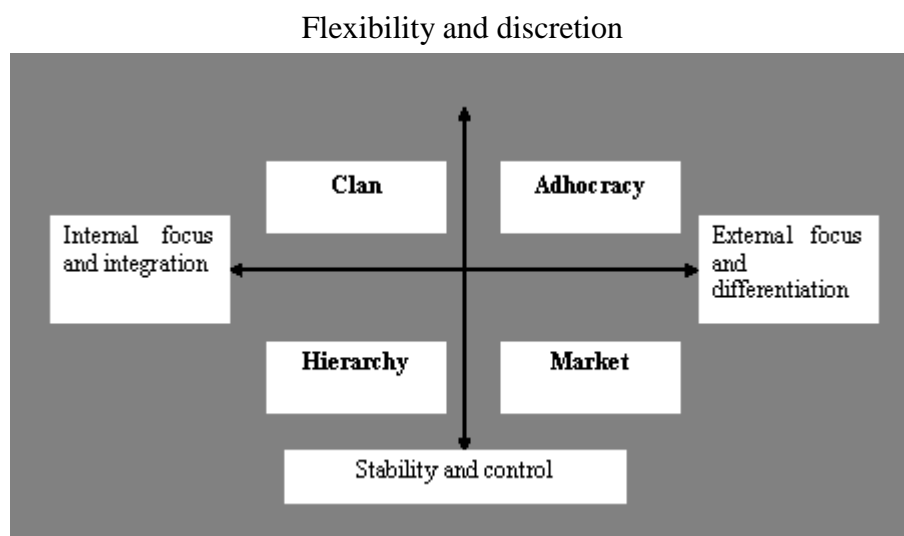 Flexibility and discretion
Clan
Adhocracy
Internal focus
and integration
External focus
and
differentiation
Hierarchy
Market
Stability and control